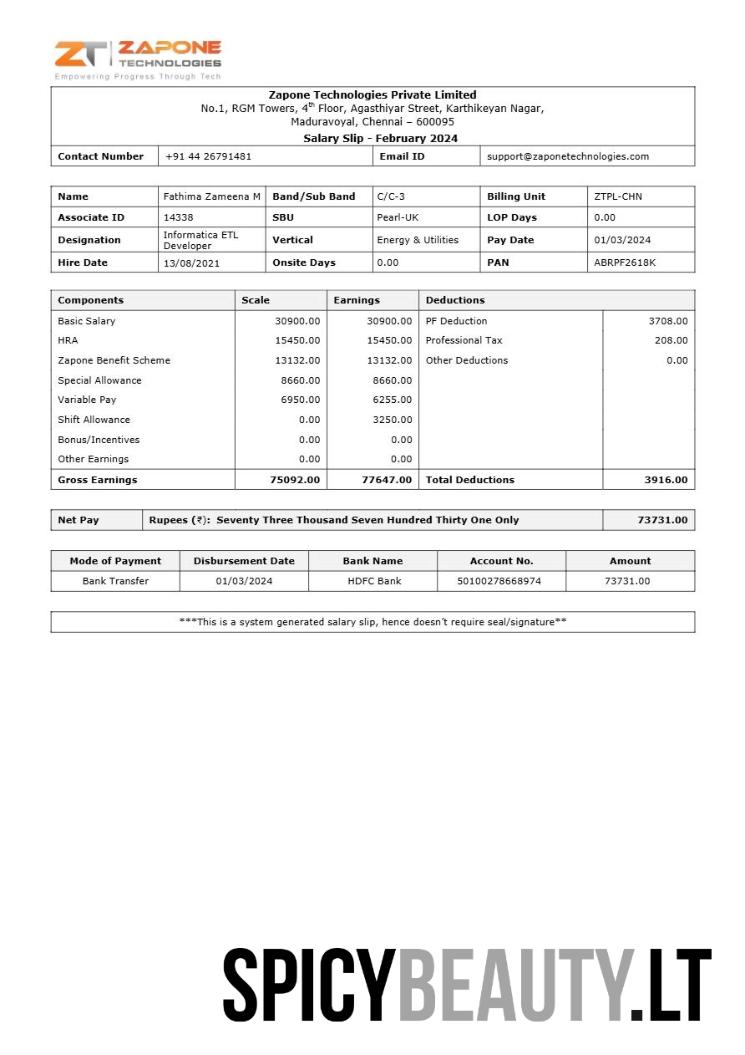 ZT ZAPONE
TECHNOLOGIES
Empowering Progress Through Tech
Zapone Technologies Private Limited
No.1, RGM Towers, 4th Floor, Agasthiyar Street, Karthikeyan Nagar,
Maduravoyal, Chennai – 600095
Salary Slip - February 2024
Contact Number +91 44 26791481 Email ID support@zaponetechnologies.com
Name Fathima Zameena M Band/Sub Band C/C-3 Billing Unit ZTPL-CHN
Associate ID 14338 SBU Pearl-UK LOP Days 0.00
Designation Informatica ETL Developer Vertical Energy & Utilities Pay Date 01/03/2024
Hire Date 13/08/2021 Onsite Days 0.00 PAN ABRPF2618K
Components Scale Earnings Deductions
Basic Salary 30900.00 30900.00 PF Deduction 3708.00
HRA 15450.00 15450.00 Professional Tax 208.00
Zapone Benefit Scheme 13132.00 13132.00 Other Deductions 0.00
Special Allowance 8660.00 8660.00
Variable Pay 6950.00 6255.00
Shift Allowance 0.00 3250.00
Bonus/Incentives 0.00 0.00
Other Earnings 0.00 0.00
Gross Earnings 75092.00 77647.00 Total Deductions 3916.00
Net Pay Rupees (₹): Seventy Three Thousand Seven Hundred Thirty One Only 73731.00
Mode of Payment Disbursement Date Bank Name Account No. Amount
Bank Transfer 01/03/2024 HDFC Bank 50100278668974 73731.00
***This is a system generated salary slip, hence doesn't require seal/signature**
SPICYBEAUTY.LT